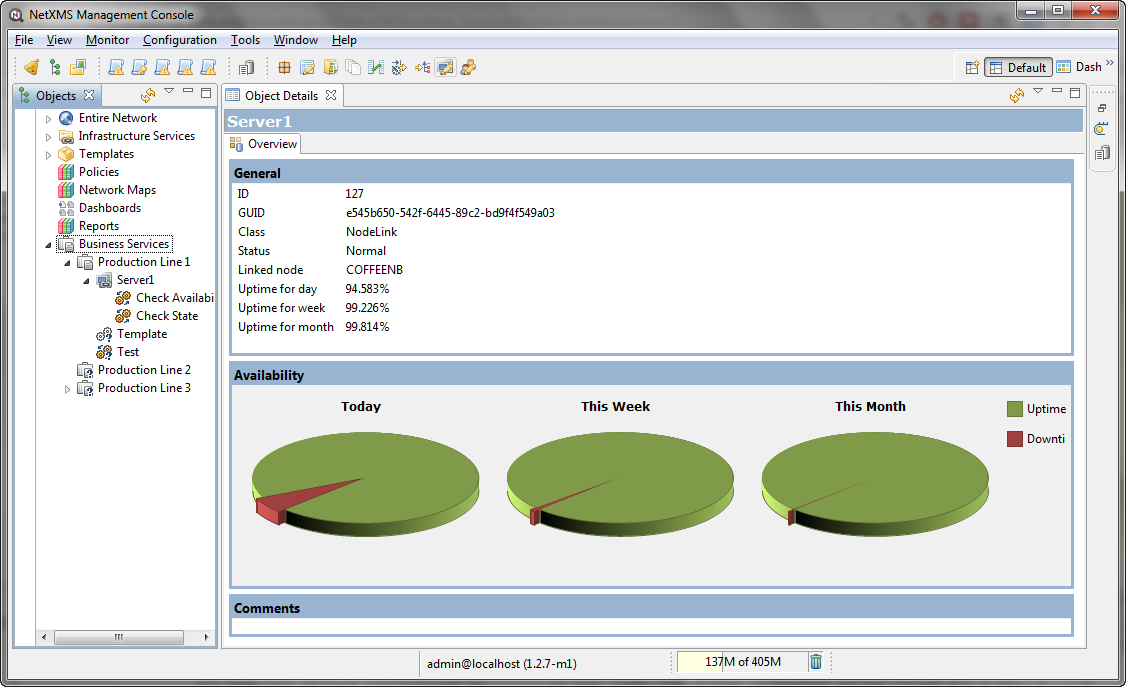 NetXMS Management Console
File View Monitor Configuration Tools Window Help
Default Dash »
Objects
Object Details
Entire Network
Infrastructure Services
Templates
Policies
Network Maps
Dashboards
Reports
Business Services
Production Line 1
Server1
Check Availabi
Check State
Template
Test
Production Line 2
Production Line 3
Server1
Overview
General
ID 127
GUID e545b650-542f-6445-89c2-bd9f4f549a03
Class NodeLink
Status Normal
Linked node COFFEENB
Uptime for day 94.583%
Uptime for week 99.226%
Uptime for month 99.814%
Availability
Today This Week This Month
Uptime
Downti
Comments
admin@localhost (1.2.7-m1)
137M of 405M